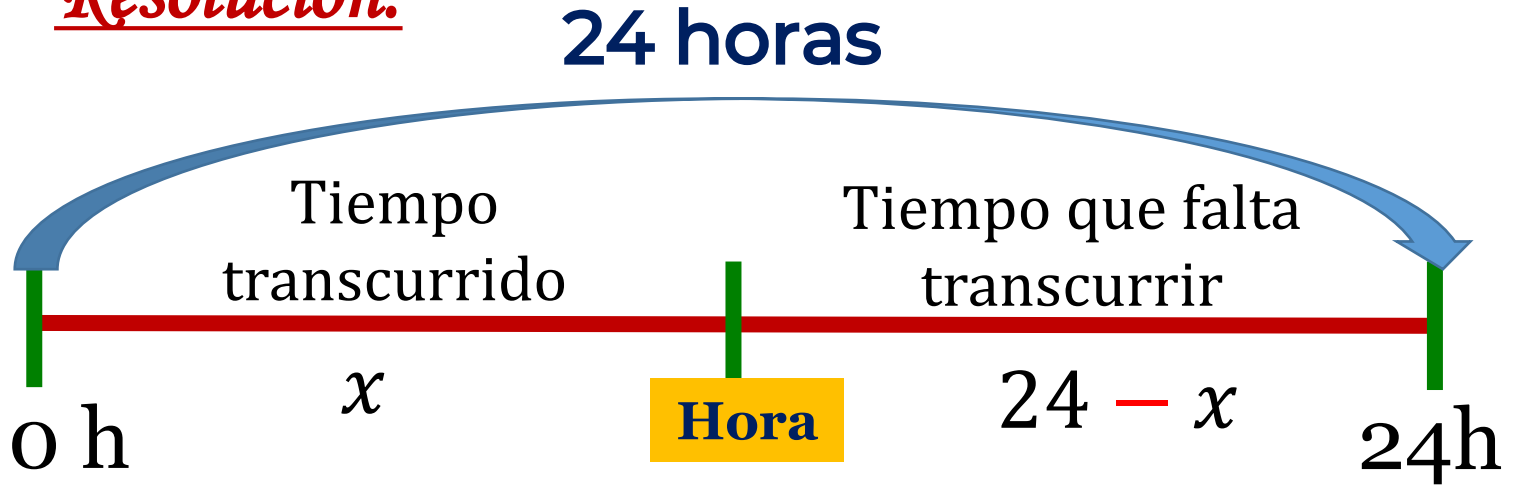 Resolución:
24 horas
Tiempo
transcurrido
Tiempo que falta
transcurrir
x
24 − x
Hora
0 h
24h